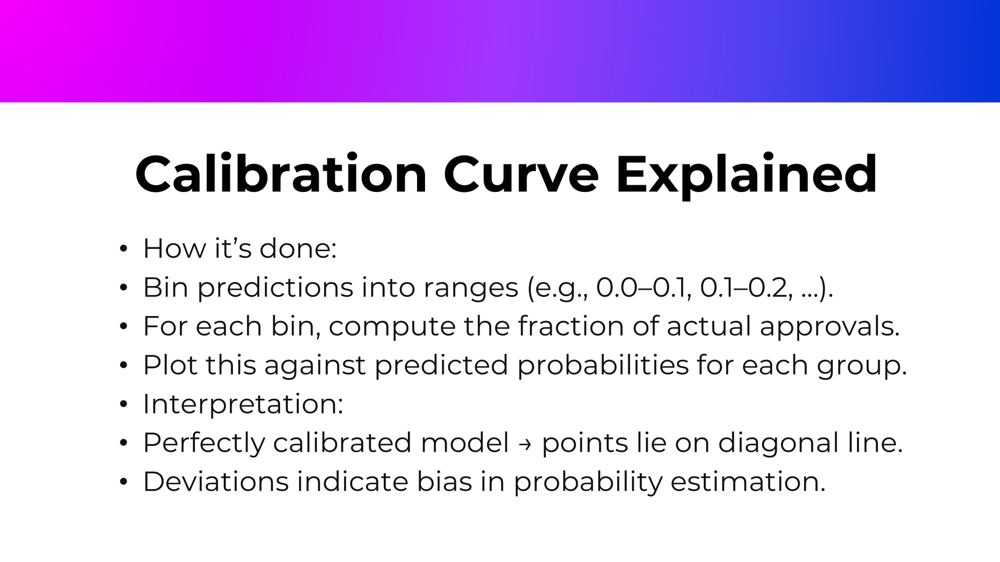 Calibration Curve Explained
• How it’s done:
• Bin predictions into ranges (e.g., 0.0–0.1, 0.1–0.2, ...).
• For each bin, compute the fraction of actual approvals.
• Plot this against predicted probabilities for each group.
• Interpretation:
• Perfectly calibrated model → points lie on diagonal line.
• Deviations indicate bias in probability estimation.